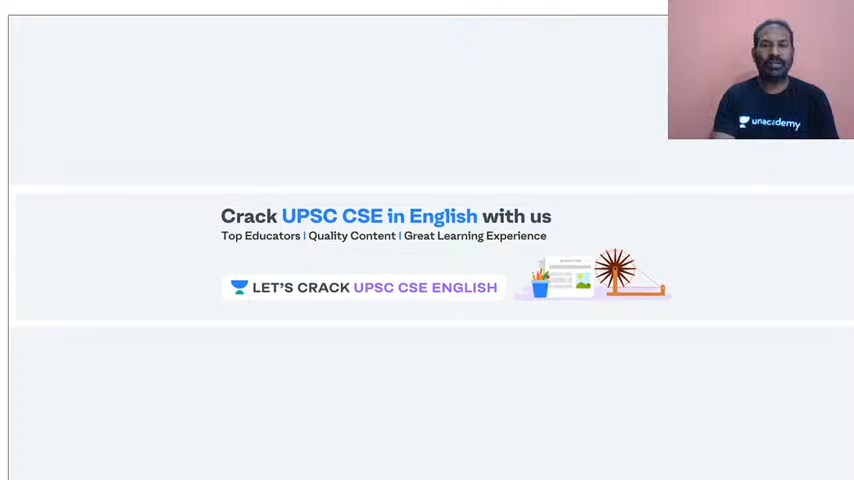 unacademy
Crack UPSC CSE in English with us
Top Educators I Quality Content I Great Learning Experience
LET'S CRACK UPSC CSE ENGLISH